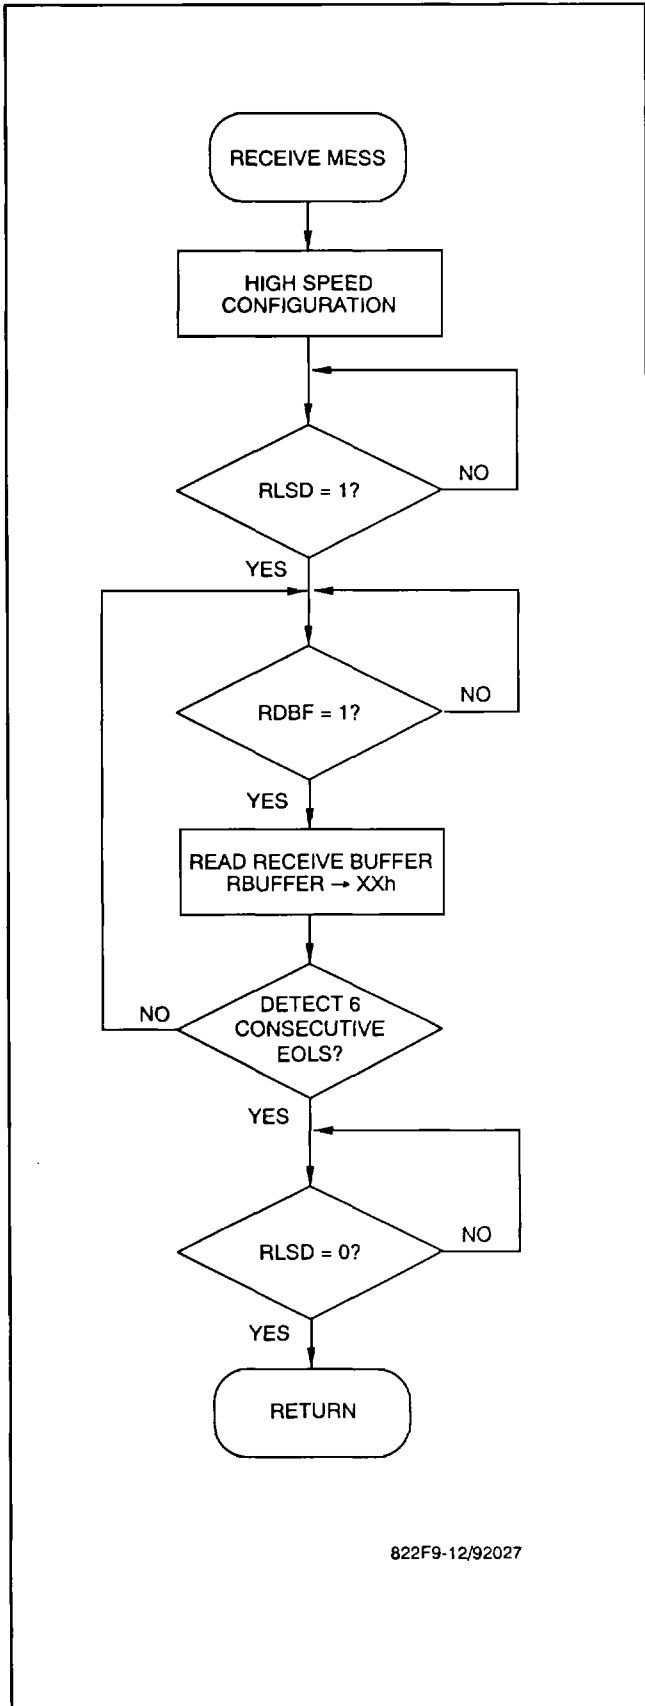 RECEIVE MESS
HIGH SPEED
CONFIGURATION
NO
RLSD = 1?
YES
NO
RDBF = 1?
YES
READ RECEIVE BUFFER
RBUFFER → XXh
NO
DETECT 6
CONSECUTIVE
EOLS?
YES
NO
RLSD = 0?
YES
RETURN
822F9-12/92027